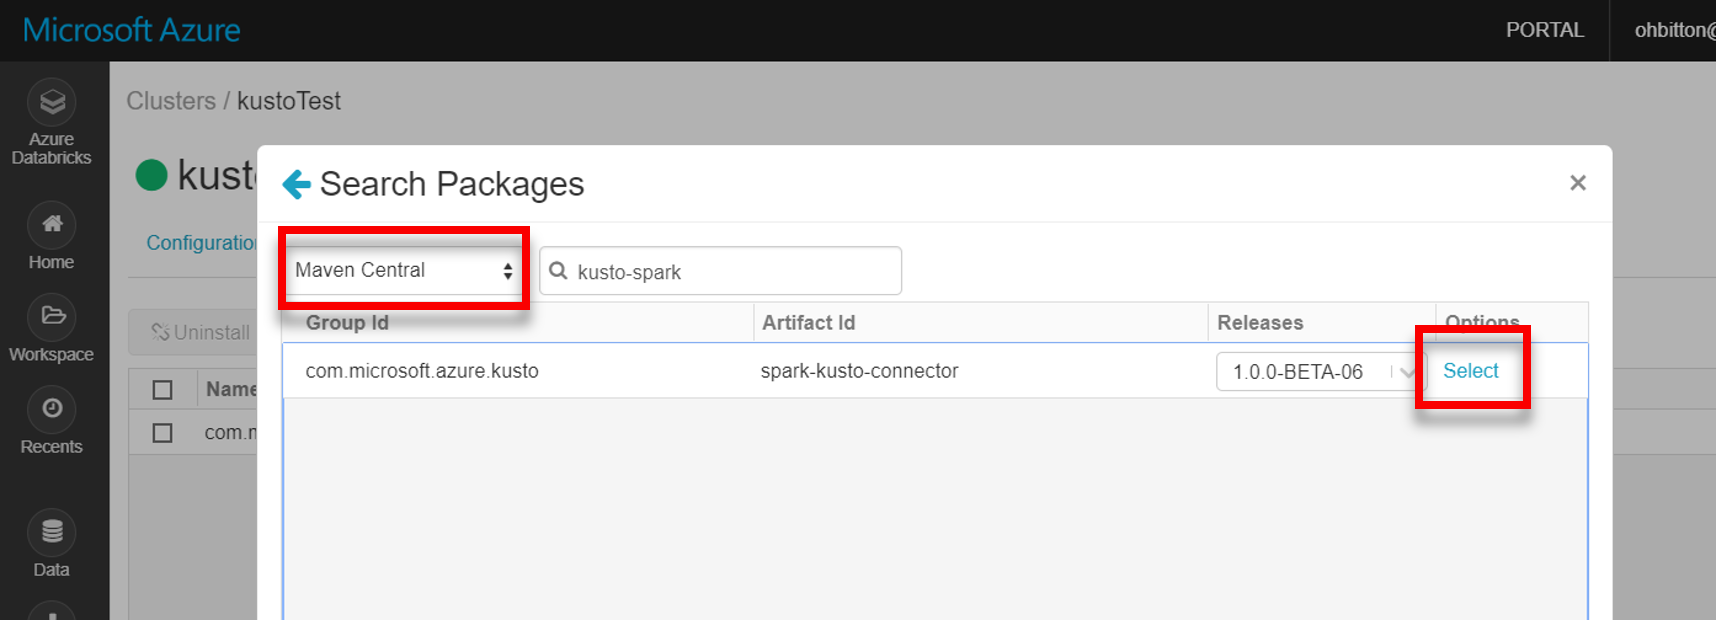 Microsoft Azure
PORTAL
ohbitton@
Clusters / kustoTest
Azure
Databricks
Home
Workspace
Recents
Data
kust
Configuration
Uninstall
Name
com.m
Search Packages
×
Maven Central
kusto-spark
Group Id
Artifact Id
Releases
Options
com.microsoft.azure.kusto
spark-kusto-connector
1.0.0-BETA-06
Select